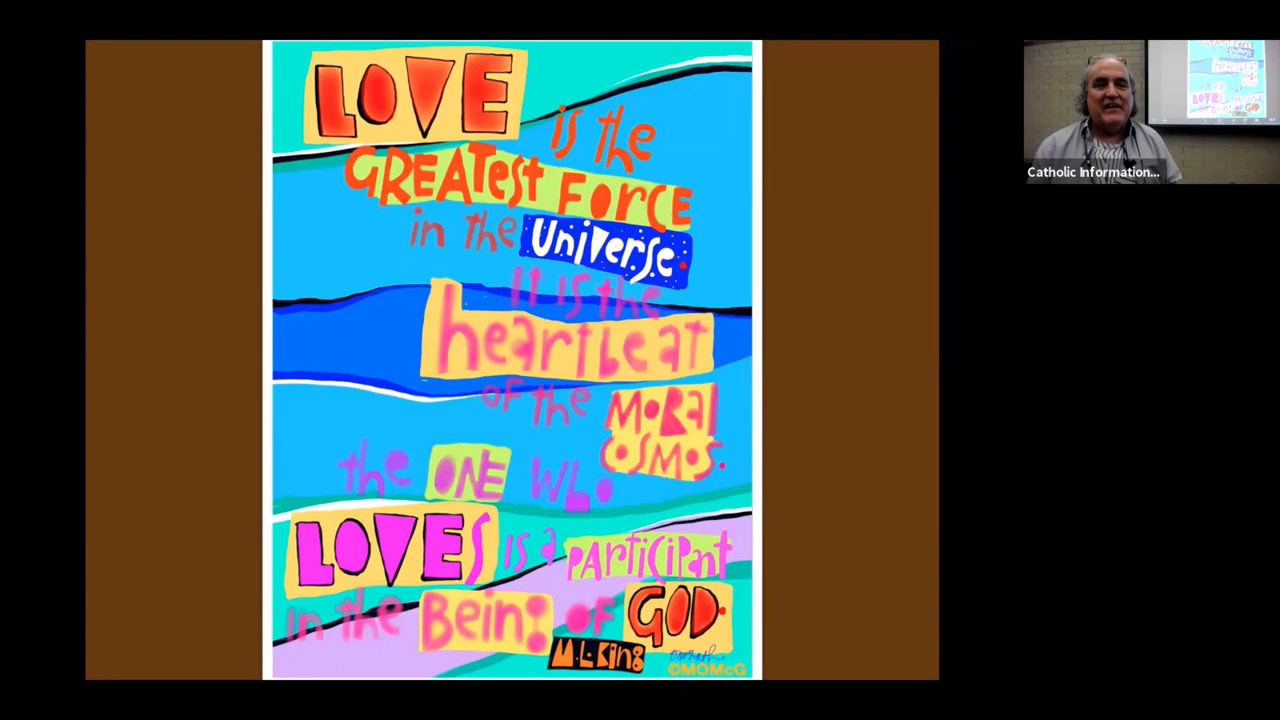 LOVE
is the
GREATEST FORCE
in the Universe.
It is the
heartbeat
of the MORAL
COSMOS.
the ONE who
LOVES is a PARTICIPANT
in the Being OF GOD.
M.L.King
©MOMcG
Catholic Information...